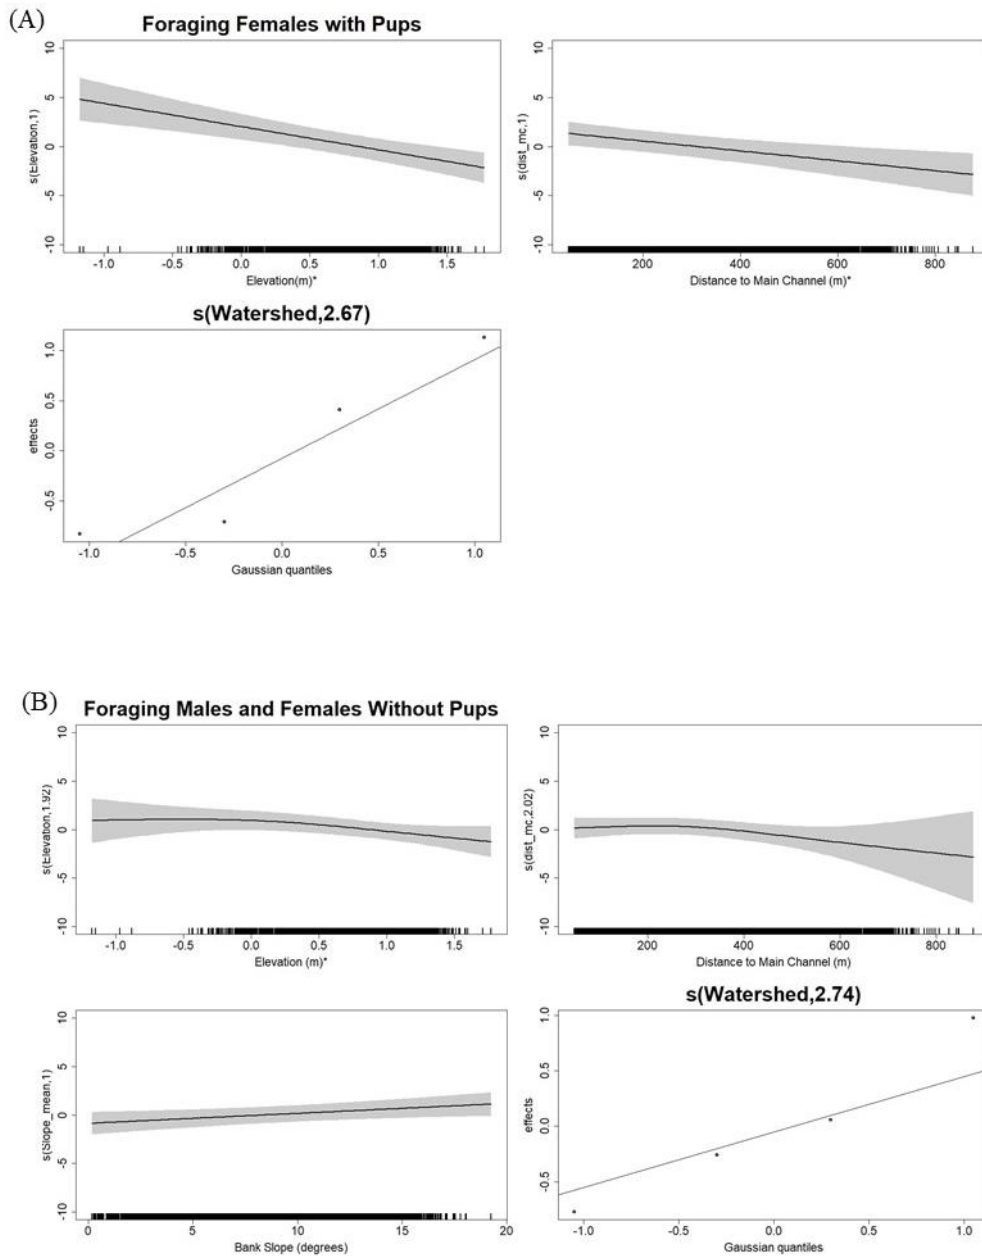 (A)
Foraging Females with Pups
s(Elevation,1)
10
5
0
-5
-10
-1.0 -0.5 0.0 0.5 1.0 1.5
Elevation(m)*
s(dist_mc,1)
10
5
0
-5
-10
200 400 600 800
Distance to Main Channel (m)*
s(Watershed,2.67)
effects
1.0
0.5
0.0
-0.5
-1.0 -0.5 0.0 0.5 1.0
Gaussian quantiles
(B)
Foraging Males and Females Without Pups
s(Elevation,1.92)
10
5
0
-5
-10
-1.0 -0.5 0.0 0.5 1.0 1.5
Elevation (m)*
s(dist_mc,2.02)
10
5
0
-5
-10
200 400 600 800
Distance to Main Channel (m)
s(Slope_mean,1)
10
5
0
-5
-10
0 5 10 15 20
Bank Slope (degrees)
s(Watershed,2.74)
effects
1.0
0.5
0.0
-0.5
-1.0 -0.5 0.0 0.5 1.0
Gaussian quantiles